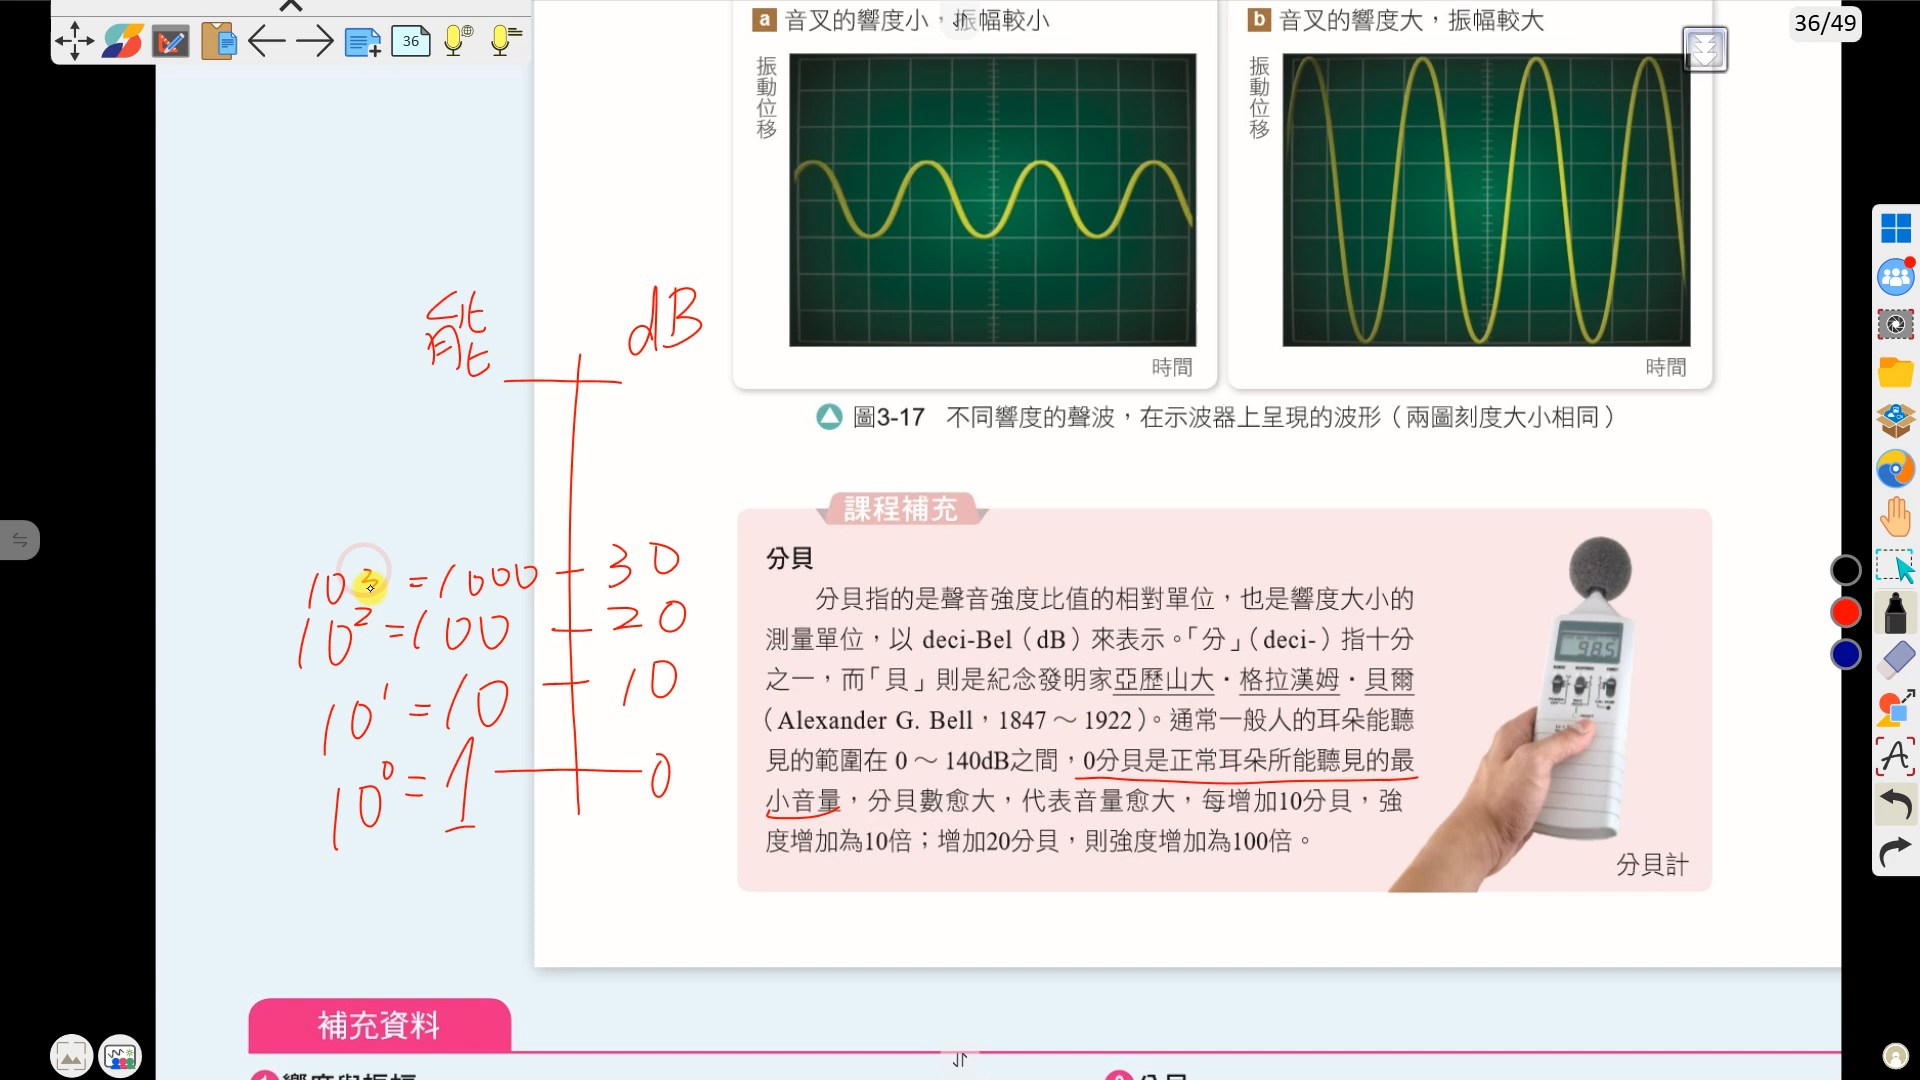 36
36/49
a 音叉的響度小，振幅較小
振動位移
時間
b 音叉的響度大，振幅較大
振動位移
時間
圖3-17 不同響度的聲波，在示波器上呈現的波形（兩圖刻度大小相同）
能 dB
10³ = 1000 30
10² = 100 20
10¹ = 10 10
10⁰ = 1 0
課程補充
分貝
分貝指的是聲音強度比值的相對單位，也是響度大小的
測量單位，以 deci-Bel（dB）來表示。「分」（deci-）指十分
之一，而「貝」則是紀念發明家亞歷山大·格拉漢姆·貝爾
（Alexander G. Bell，1847～1922）。通常一般人的耳朵能聽
見的範圍在 0～140dB之間，0分貝是正常耳朵所能聽見的最
小音量，分貝數愈大，代表音量愈大，每增加10分貝，強
度增加為10倍；增加20分貝，則強度增加為100倍。
985
分貝計
補充資料
響度與振幅
分貝